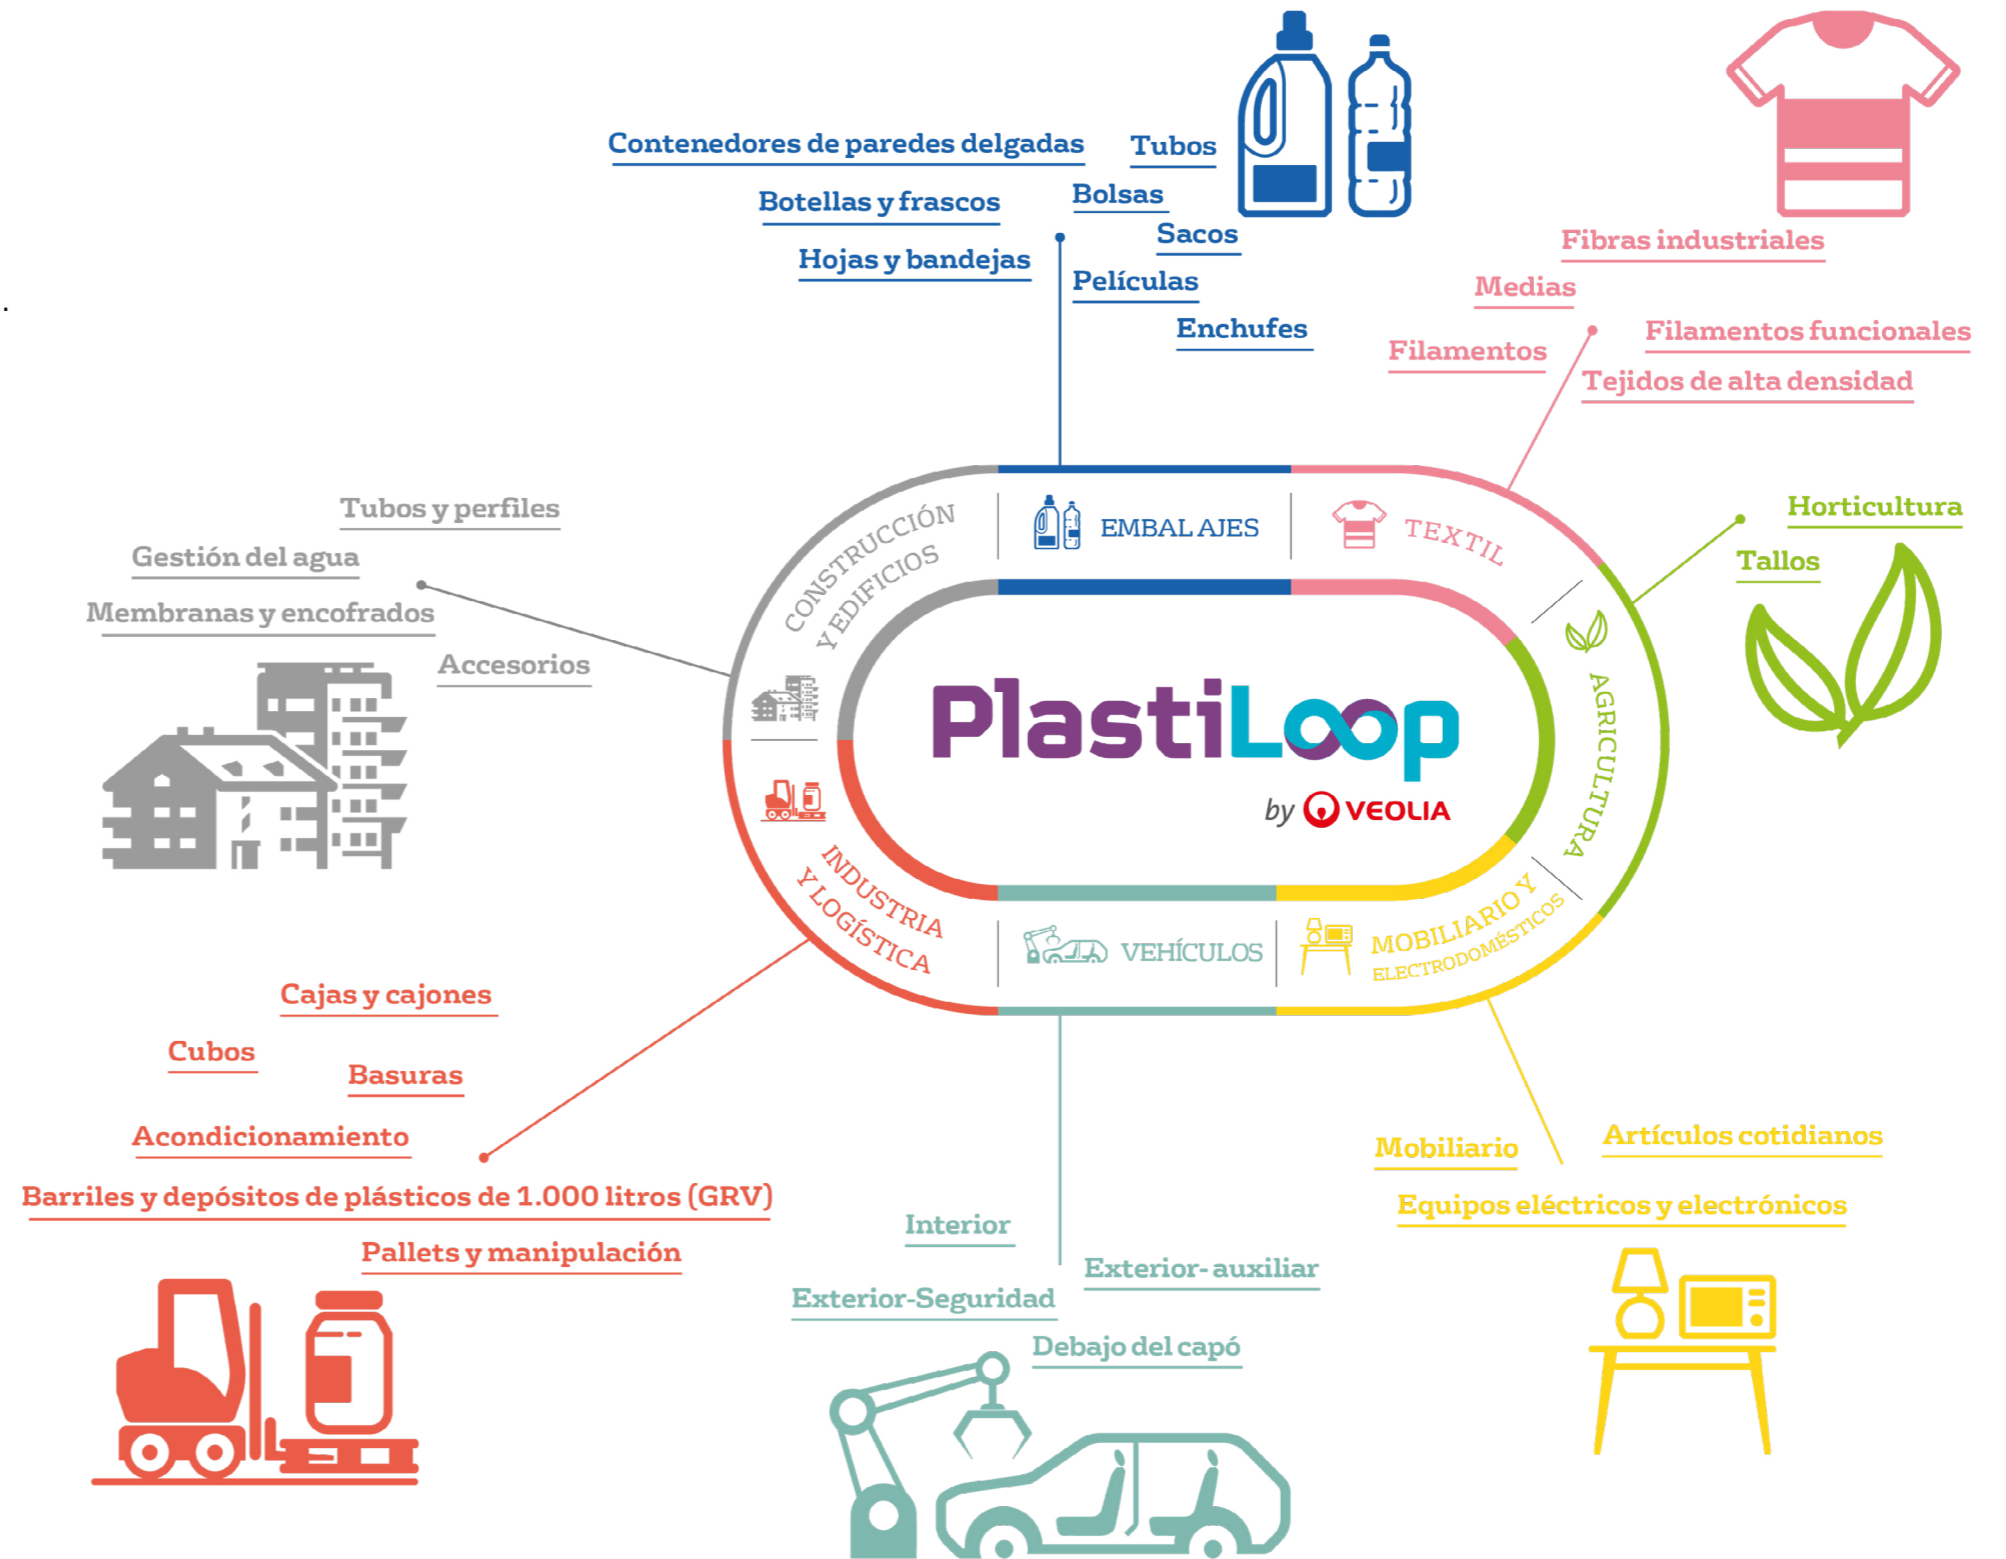 Contenedores de paredes delgadas
Tubos
Botellas y frascos
Bolsas
Sacos
Hojas y bandejas
Películas
Enchufes
Fibras industriales
Medias
Filamentos funcionales
Filamentos
Tejidos de alta densidad
Tubos y perfiles
Gestión del agua
Membranas y encofrados
Accesorios
CONSTRUCCIÓN
Y EDIFICIOS
EMBALAJES
TEXTIL
Horticultura
Tallos
AGRICULTURA
PlastiLoop
by VEOLIA
INDUSTRIA
Y LOGÍSTICA
VEHÍCULOS
MOBILIARIO Y
ELECTRODOMÉSTICOS
Cajas y cajones
Cubos
Basuras
Acondicionamiento
Barriles y depósitos de plásticos de 1.000 litros (GRV)
Pallets y manipulación
Interior
Exterior- auxiliar
Exterior-Seguridad
Debajo del capó
Mobiliario
Artículos cotidianos
Equipos eléctricos y electrónicos